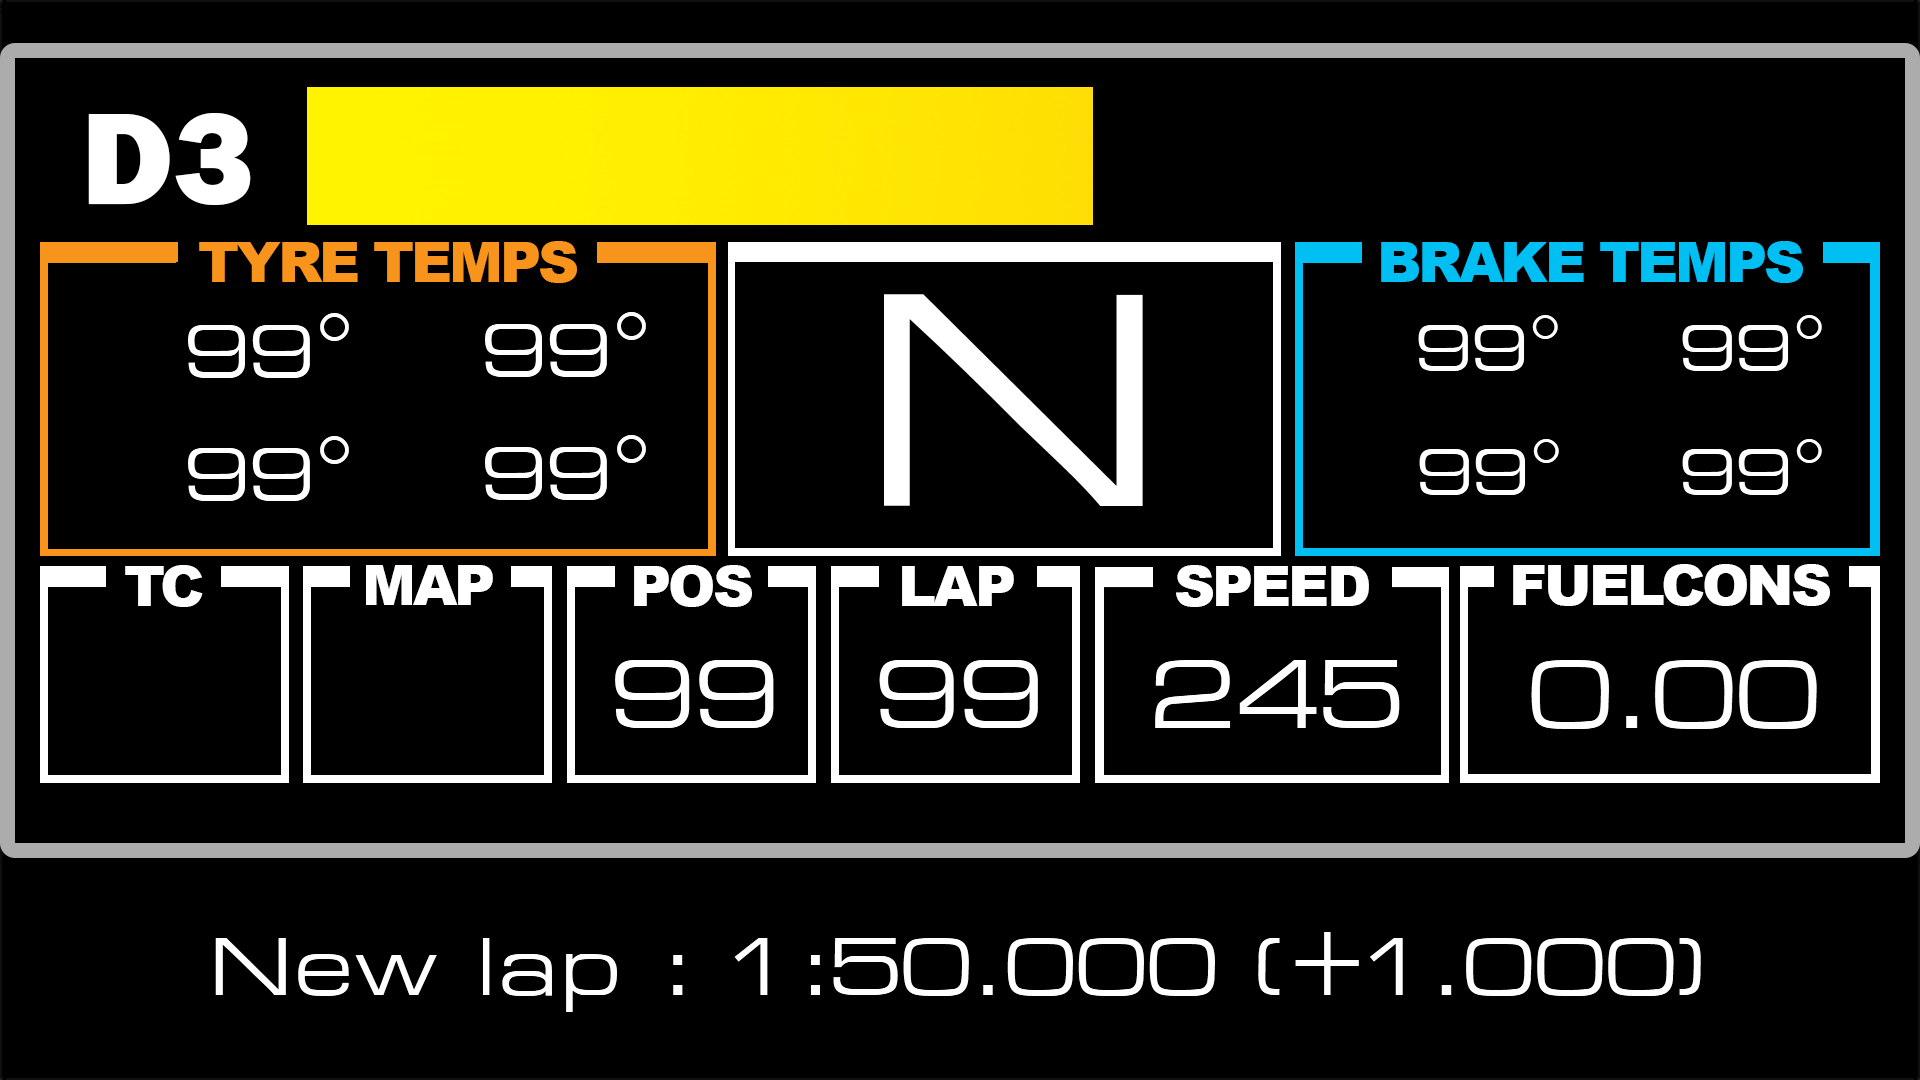 D3
TYRE TEMPS
99° 99°
99° 99°
N
BRAKE TEMPS
99° 99°
99° 99°
TC
MAP
POS
99
LAP
99
SPEED
245
FUELCONS
0.00
New lap : 1:50.000 (+1.000)